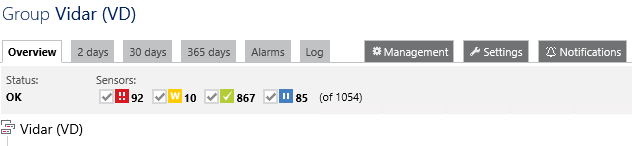 Group Vidar (VD)
Overview 2 days 30 days 365 days Alarms Log Management Settings Notifications
Status: Sensors:
OK !! 92 W 10 867 85 (of 1054)
Vidar (VD)